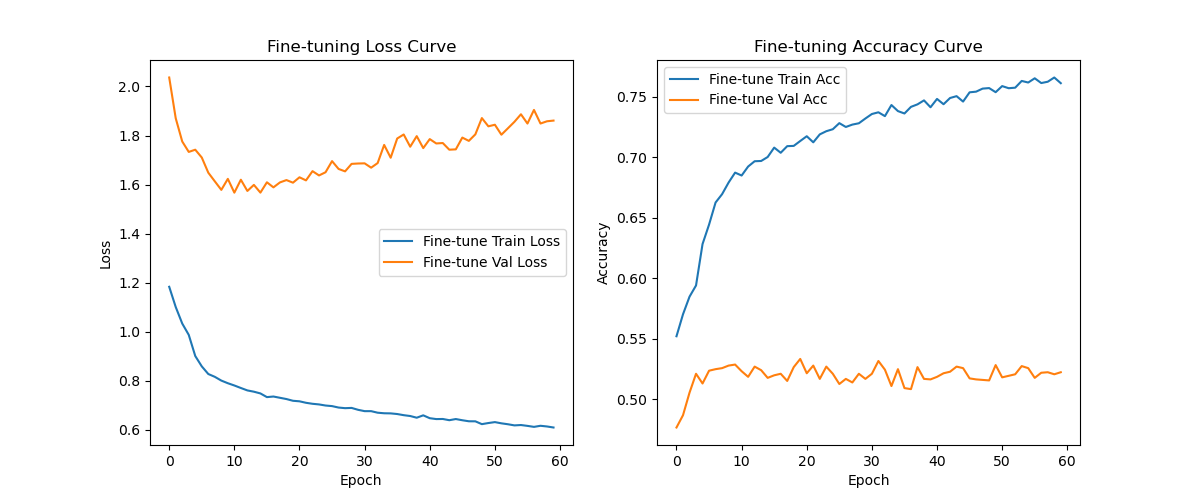 Fine-tuning Loss Curve
2.0
1.8
1.6
1.4
1.2
1.0
0.8
0.6
Loss
Fine-tune Train Loss
Fine-tune Val Loss
0 10 20 30 40 50 60
Epoch
Fine-tuning Accuracy Curve
Fine-tune Train Acc
Fine-tune Val Acc
0.75
0.70
0.65
0.60
0.55
0.50
Accuracy
0 10 20 30 40 50 60
Epoch